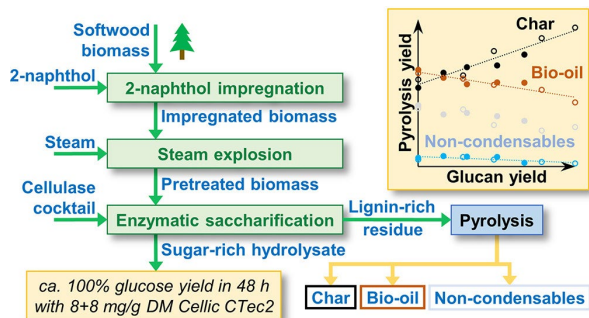 Softwood
biomass
2-naphthol
2-naphthol impregnation
Impregnated biomass
Steam
Steam explosion
Pretreated biomass
Cellulase
cocktail
Enzymatic saccharification
Lignin-rich
residue
Pyrolysis
Sugar-rich hydrolysate
ca. 100% glucose yield in 48 h
with 8+8 mg/g DM Cellic CTec2
Char
Bio-oil
Non-condensables
Pyrolysis yield
Char
Bio-oil
Non-condensables
Glucan yield